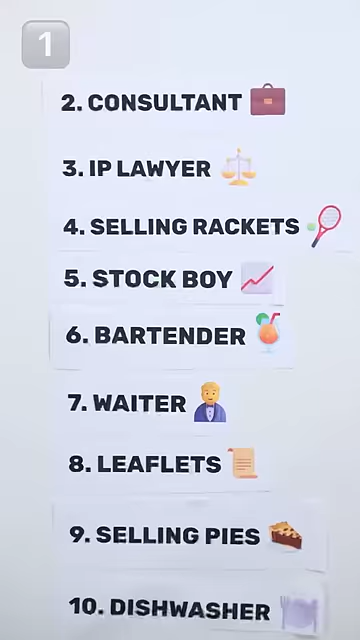 1
2. CONSULTANT
3. IP LAWYER
4. SELLING RACKETS
5. STOCK BOY
6. BARTENDER
7. WAITER
8. LEAFLETS
9. SELLING PIES
10. DISHWASHER